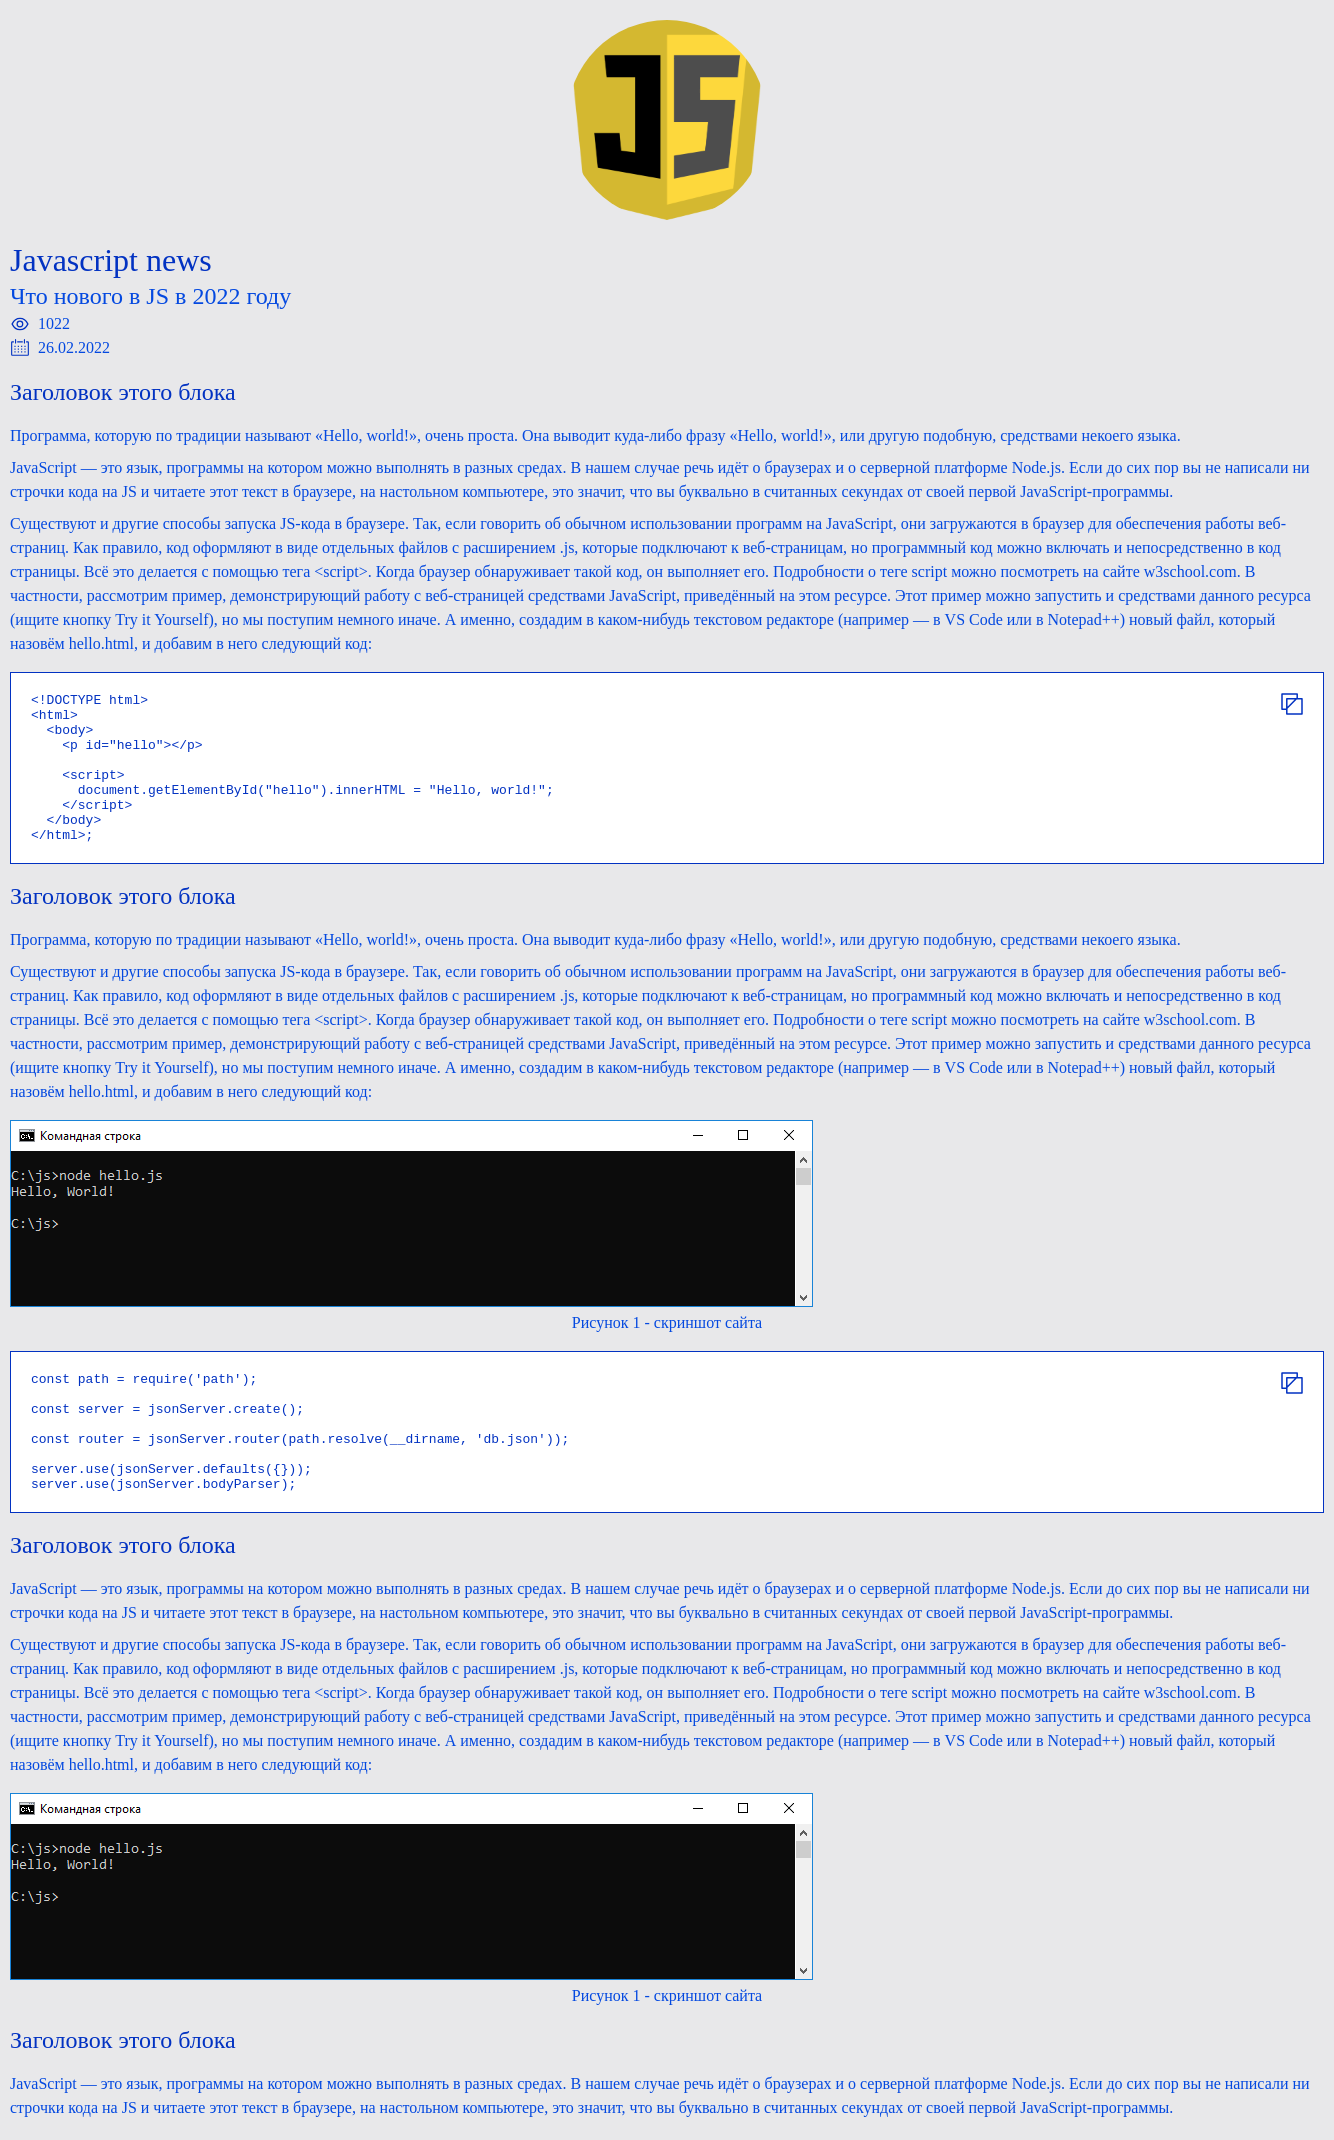 JS
Javascript news
Что нового в JS в 2022 году
1022
26.02.2022
Заголовок этого блока
Программа, которую по традиции называют «Hello, world!», очень проста. Она выводит куда-либо фразу «Hello, world!», или другую подобную, средствами некоего языка.
JavaScript — это язык, программы на котором можно выполнять в разных средах. В нашем случае речь идёт о браузерах и о серверной платформе Node.js. Если до сих пор вы не написали ни
строчки кода на JS и читаете этот текст в браузере, на настольном компьютере, это значит, что вы буквально в считанных секундах от своей первой JavaScript-программы.
Существуют и другие способы запуска JS-кода в браузере. Так, если говорить об обычном использовании программ на JavaScript, они загружаются в браузер для обеспечения работы веб-
страниц. Как правило, код оформляют в виде отдельных файлов с расширением .js, которые подключают к веб-страницам, но программный код можно включать и непосредственно в код
страницы. Всё это делается с помощью тега <script>. Когда браузер обнаруживает такой код, он выполняет его. Подробности о теге script можно посмотреть на сайте w3school.com. В
частности, рассмотрим пример, демонстрирующий работу с веб-страницей средствами JavaScript, приведённый на этом ресурсе. Этот пример можно запустить и средствами данного ресурса
(ищите кнопку Try it Yourself), но мы поступим немного иначе. А именно, создадим в каком-нибудь текстовом редакторе (например — в VS Code или в Notepad++) новый файл, который
назовём hello.html, и добавим в него следующий код:
<!DOCTYPE html>
<html>
  <body>
    <p id="hello"></p>

    <script>
      document.getElementById("hello").innerHTML = "Hello, world!";
    </script>
  </body>
</html>;
Заголовок этого блока
Программа, которую по традиции называют «Hello, world!», очень проста. Она выводит куда-либо фразу «Hello, world!», или другую подобную, средствами некоего языка.
Существуют и другие способы запуска JS-кода в браузере. Так, если говорить об обычном использовании программ на JavaScript, они загружаются в браузер для обеспечения работы веб-
страниц. Как правило, код оформляют в виде отдельных файлов с расширением .js, которые подключают к веб-страницам, но программный код можно включать и непосредственно в код
страницы. Всё это делается с помощью тега <script>. Когда браузер обнаруживает такой код, он выполняет его. Подробности о теге script можно посмотреть на сайте w3school.com. В
частности, рассмотрим пример, демонстрирующий работу с веб-страницей средствами JavaScript, приведённый на этом ресурсе. Этот пример можно запустить и средствами данного ресурса
(ищите кнопку Try it Yourself), но мы поступим немного иначе. А именно, создадим в каком-нибудь текстовом редакторе (например — в VS Code или в Notepad++) новый файл, который
назовём hello.html, и добавим в него следующий код:
Командная строка
C:\js>node hello.js
Hello, World!
C:\js>
Рисунок 1 - скриншот сайта
const path = require('path');

const server = jsonServer.create();

const router = jsonServer.router(path.resolve(__dirname, 'db.json'));

server.use(jsonServer.defaults({}));
server.use(jsonServer.bodyParser);
Заголовок этого блока
JavaScript — это язык, программы на котором можно выполнять в разных средах. В нашем случае речь идёт о браузерах и о серверной платформе Node.js. Если до сих пор вы не написали ни
строчки кода на JS и читаете этот текст в браузере, на настольном компьютере, это значит, что вы буквально в считанных секундах от своей первой JavaScript-программы.
Существуют и другие способы запуска JS-кода в браузере. Так, если говорить об обычном использовании программ на JavaScript, они загружаются в браузер для обеспечения работы веб-
страниц. Как правило, код оформляют в виде отдельных файлов с расширением .js, которые подключают к веб-страницам, но программный код можно включать и непосредственно в код
страницы. Всё это делается с помощью тега <script>. Когда браузер обнаруживает такой код, он выполняет его. Подробности о теге script можно посмотреть на сайте w3school.com. В
частности, рассмотрим пример, демонстрирующий работу с веб-страницей средствами JavaScript, приведённый на этом ресурсе. Этот пример можно запустить и средствами данного ресурса
(ищите кнопку Try it Yourself), но мы поступим немного иначе. А именно, создадим в каком-нибудь текстовом редакторе (например — в VS Code или в Notepad++) новый файл, который
назовём hello.html, и добавим в него следующий код:
Командная строка
C:\js>node hello.js
Hello, World!
C:\js>
Рисунок 1 - скриншот сайта
Заголовок этого блока
JavaScript — это язык, программы на котором можно выполнять в разных средах. В нашем случае речь идёт о браузерах и о серверной платформе Node.js. Если до сих пор вы не написали ни
строчки кода на JS и читаете этот текст в браузере, на настольном компьютере, это значит, что вы буквально в считанных секундах от своей первой JavaScript-программы.